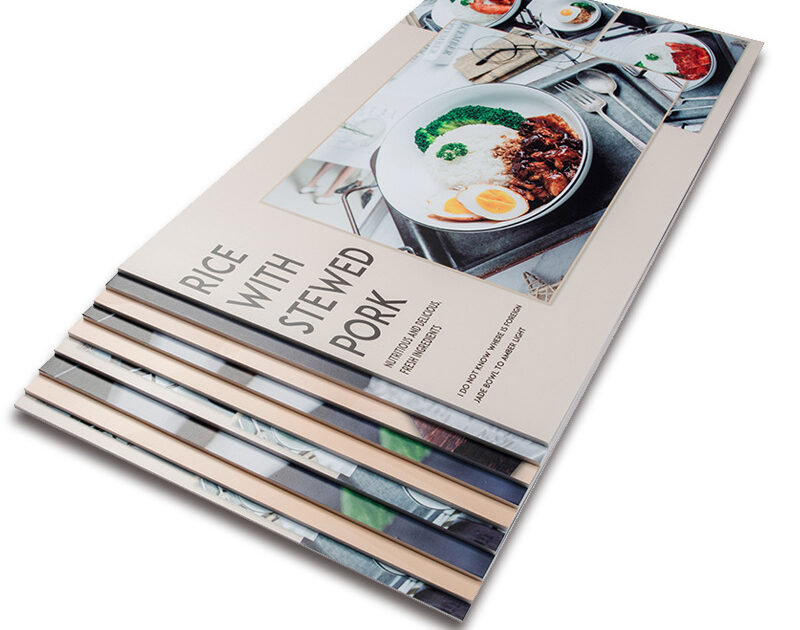 RICE
WITH
STEWED
PORK
NUTRITIOUS AND DELICIOUS,
FRESH INGREDIENTS
I DO NOT KNOW WHERE IS FOREIGN
JADE BOWL TO AMBER LIGHT